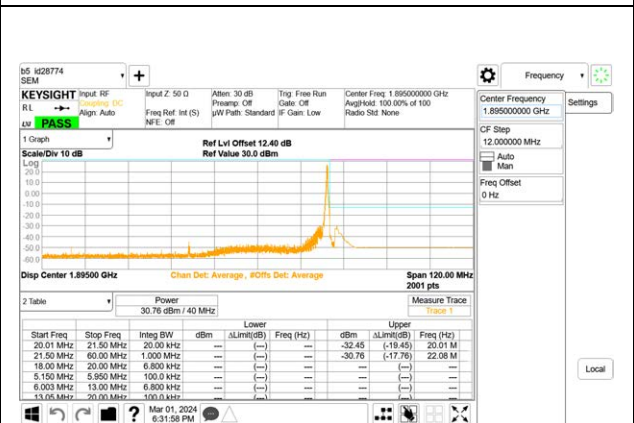 b5 Id28774
SEM
Frequency
KEYSIGHT
RL
LXI PASS
Input: RF
Coupling: DC
Align: Auto
Input Z: 50 Ω
Freq Ref: Int (S)
NFE: Off
Atten: 30 dB
Preamp: Off
µW Path: Standard
Trig: Free Run
Gate: Off
IF Gain: Low
Center Freq: 1.895000000 GHz
Avg|Hold: 100.00% of 100
Radio Std: None
Center Frequency
1.895000000 GHz
Settings
CF Step
12.000000 MHz
Auto
Man
Freq Offset
0 Hz
1 Graph
Scale/Div 10 dB
Ref Lvl Offset 12.40 dB
Ref Value 30.0 dBm
Log
20.0
10.0
0.00
-10.0
-20.0
-30.0
-40.0
-50.0
-60.0
Disp Center 1.89500 GHz
Chan Det: Average , #Offs Det: Average
Span 120.00 MHz
2001 pts
2 Table
Power
30.76 dBm / 40 MHz
Measure Trace
Trace 1
Lower Upper
Start Freq Stop Freq Integ BW dBm ΔLimit(dB) Freq (Hz) dBm ΔLimit(dB) Freq (Hz)
20.01 MHz 21.50 MHz 20.00 kHz --- (---) --- -32.45 (-19.45) 20.01 M
21.50 MHz 60.00 MHz 1.000 MHz --- (---) --- -30.76 (-17.76) 22.08 M
18.00 MHz 20.00 MHz 6.800 kHz --- (---) --- --- (---) ---
5.150 MHz 5.950 MHz 100.0 kHz --- (---) --- --- (---) ---
6.003 MHz 13.00 MHz 6.800 kHz --- (---) --- --- (---) ---
13.05 MHz 20.00 MHz 100.0 kHz --- (---) --- --- (---) ---
Local
?
Mar 01, 2024
6:31:58 PM